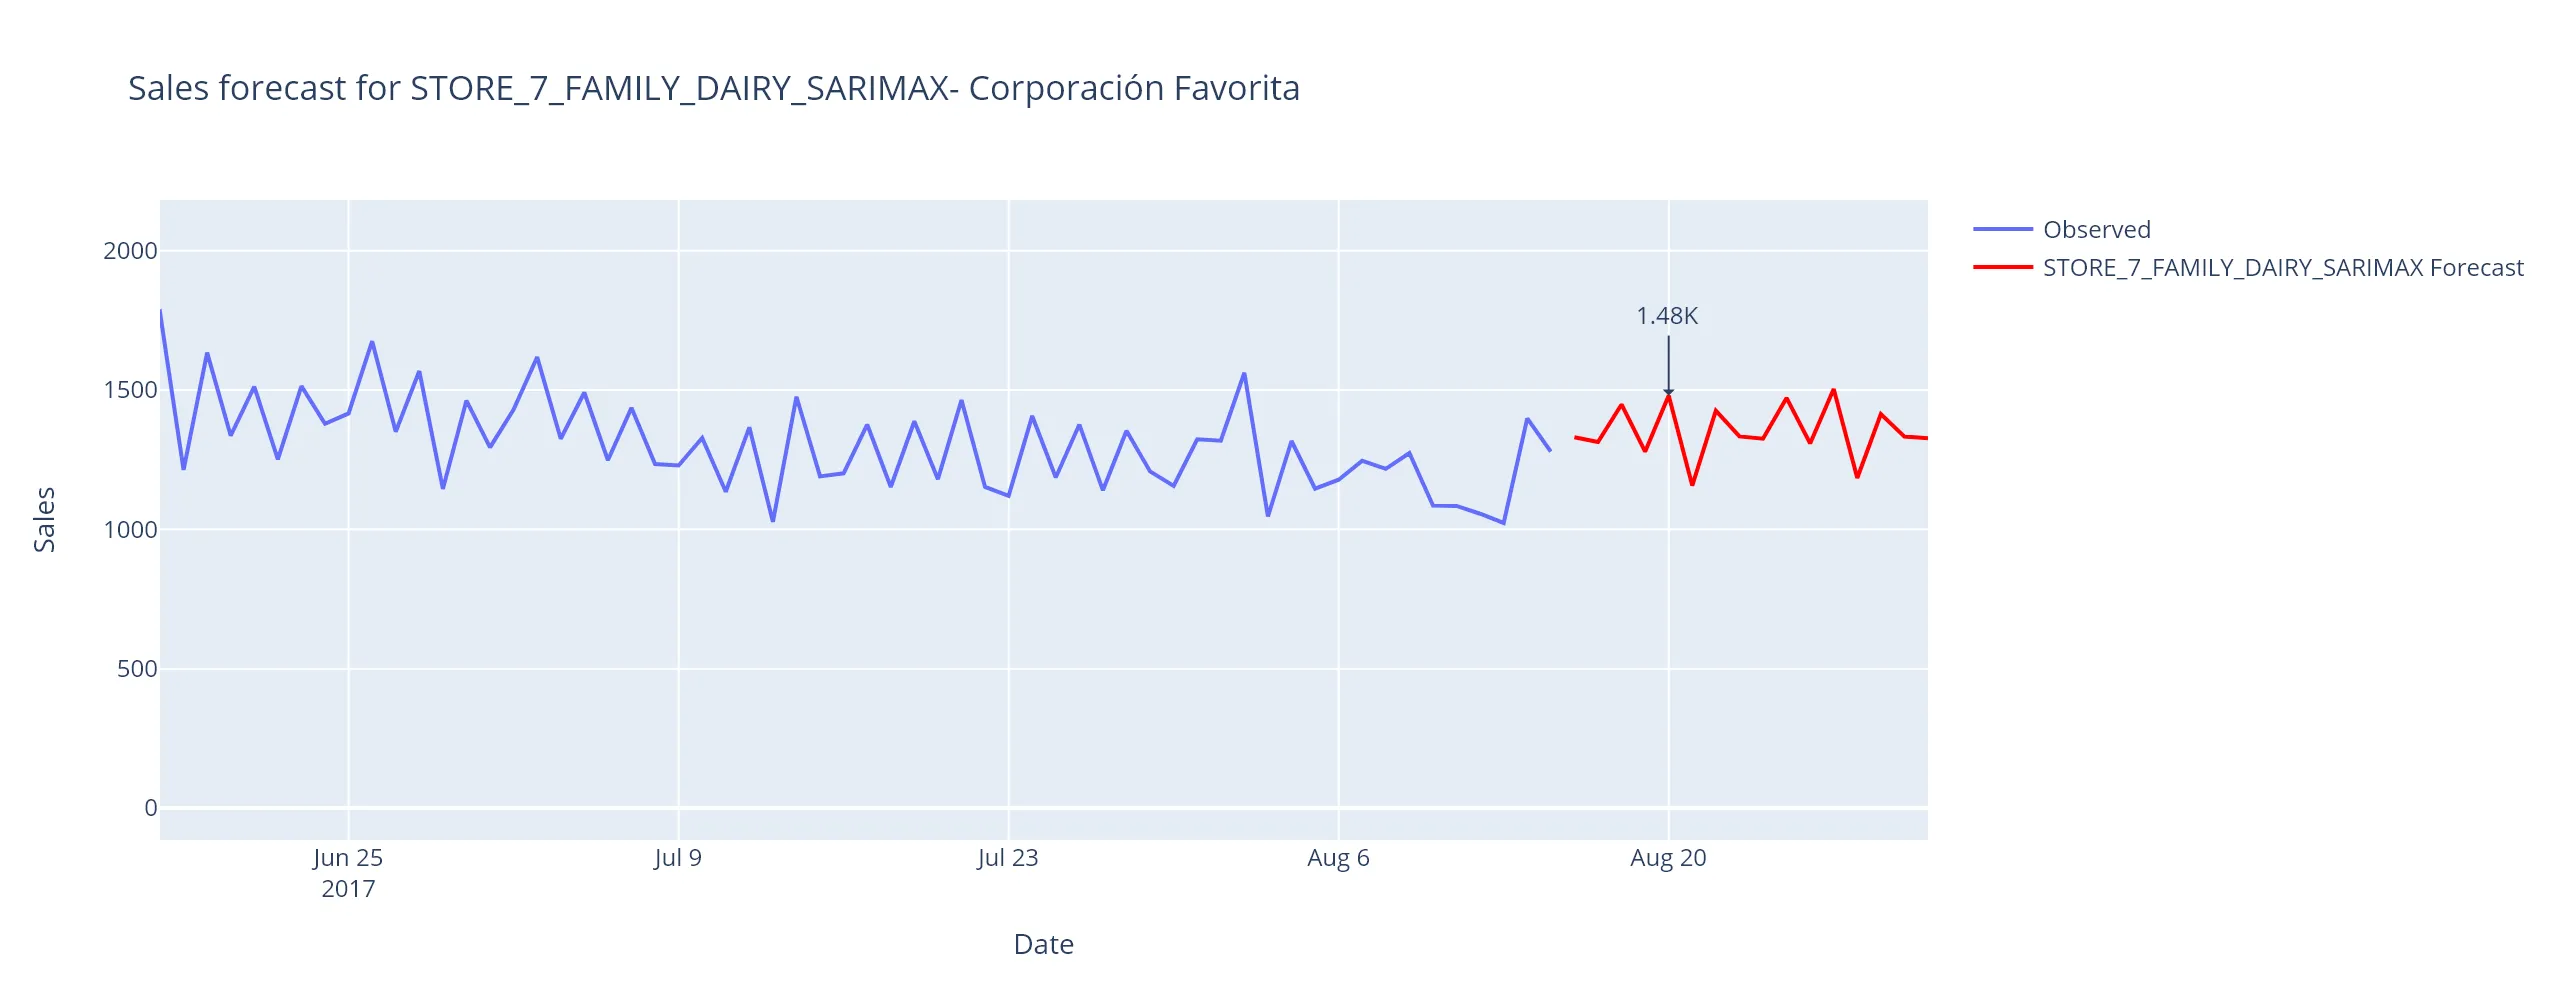 Sales forecast for STORE_7_FAMILY_DAIRY_SARIMAX- Corporación Favorita
Observed
STORE_7_FAMILY_DAIRY_SARIMAX Forecast
1.48K
2000
1500
1000
500
0
Sales
Jun 25
2017
Jul 9
Jul 23
Aug 6
Aug 20
Date